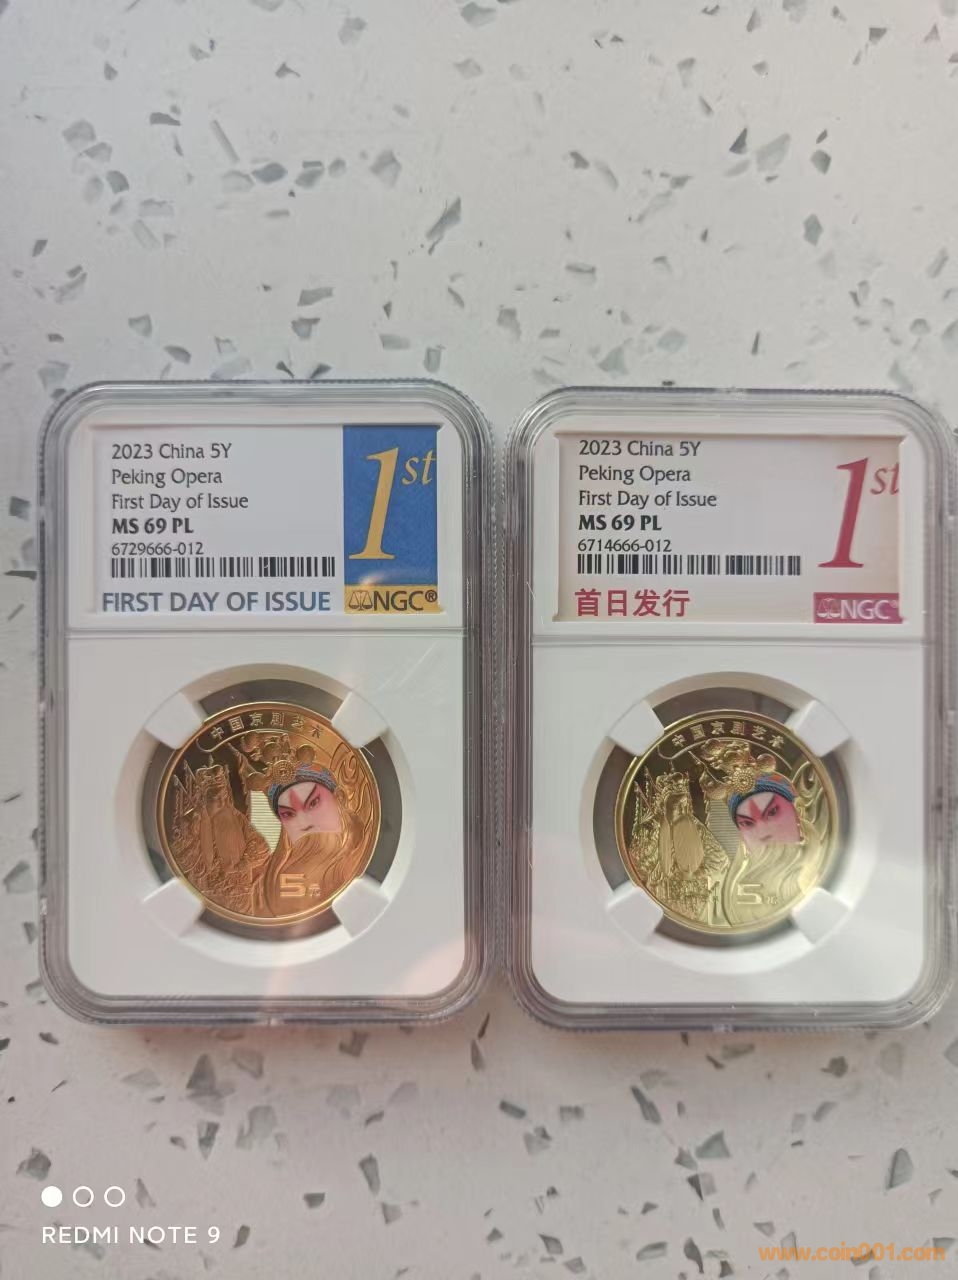 2023 China 5Y
Peking Opera
First Day of Issue
MS 69 PL
6729666-012
FIRST DAY OF ISSUE
1st
NGC®
中国京剧艺术
5元
2023 China 5Y
Peking Opera
First Day of Issue
MS 69 PL
6714666-012
首日发行
1st
NGC®
中国京剧艺术
5元
REDMI NOTE 9
www.coin001.com